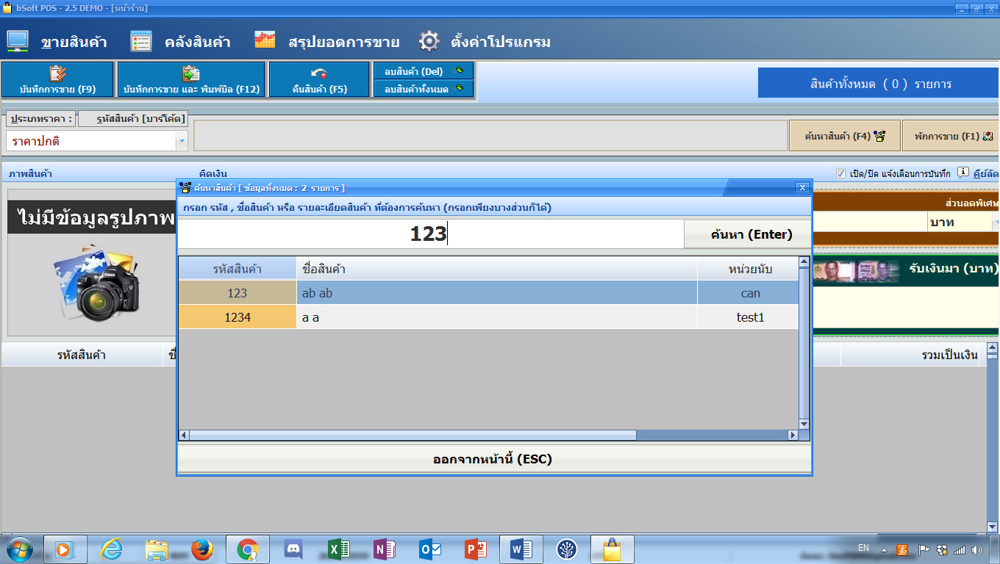 bSoft POS - 2.5 DEMO - [หน้าร้าน]
ขายสินค้า คลังสินค้า สรุปยอดการขาย ตั้งค่าโปรแกรม
บันทึกการขาย (F9) บันทึกการขาย และ พิมพ์บิล (F12) คืนสินค้า (F5) ลบสินค้า (Del)
ลบสินค้าทั้งหมด
สินค้าทั้งหมด ( 0 ) รายการ
ประเภทราคา : รหัสสินค้า [บาร์โค้ด]
ราคาปกติ
ค้นหาสินค้า (F4) พักการขาย (F1)
ภาพสินค้า คิดเงิน เปิด/ปิด แจ้งเตือนการบันทึก คีย์ลัด
ไม่มีข้อมูลรูปภาพ
ส่วนลดพิเศษ
บาท
รับเงินมา (บาท)
ค้นหาสินค้า [ ข้อมูลทั้งหมด : 2 รายการ ]
กรอก รหัส , ชื่อสินค้า หรือ รายละเอียดสินค้า ที่ต้องการค้นหา (กรอกเพียงบางส่วนก็ได้)
123 ค้นหา (Enter)
รหัสสินค้า ชื่อสินค้า หน่วยนับ
123 ab ab can
1234 a a test1
ออกจากหน้านี้ (ESC)
รหัสสินค้า ชื่ รวมเป็นเงิน
EN